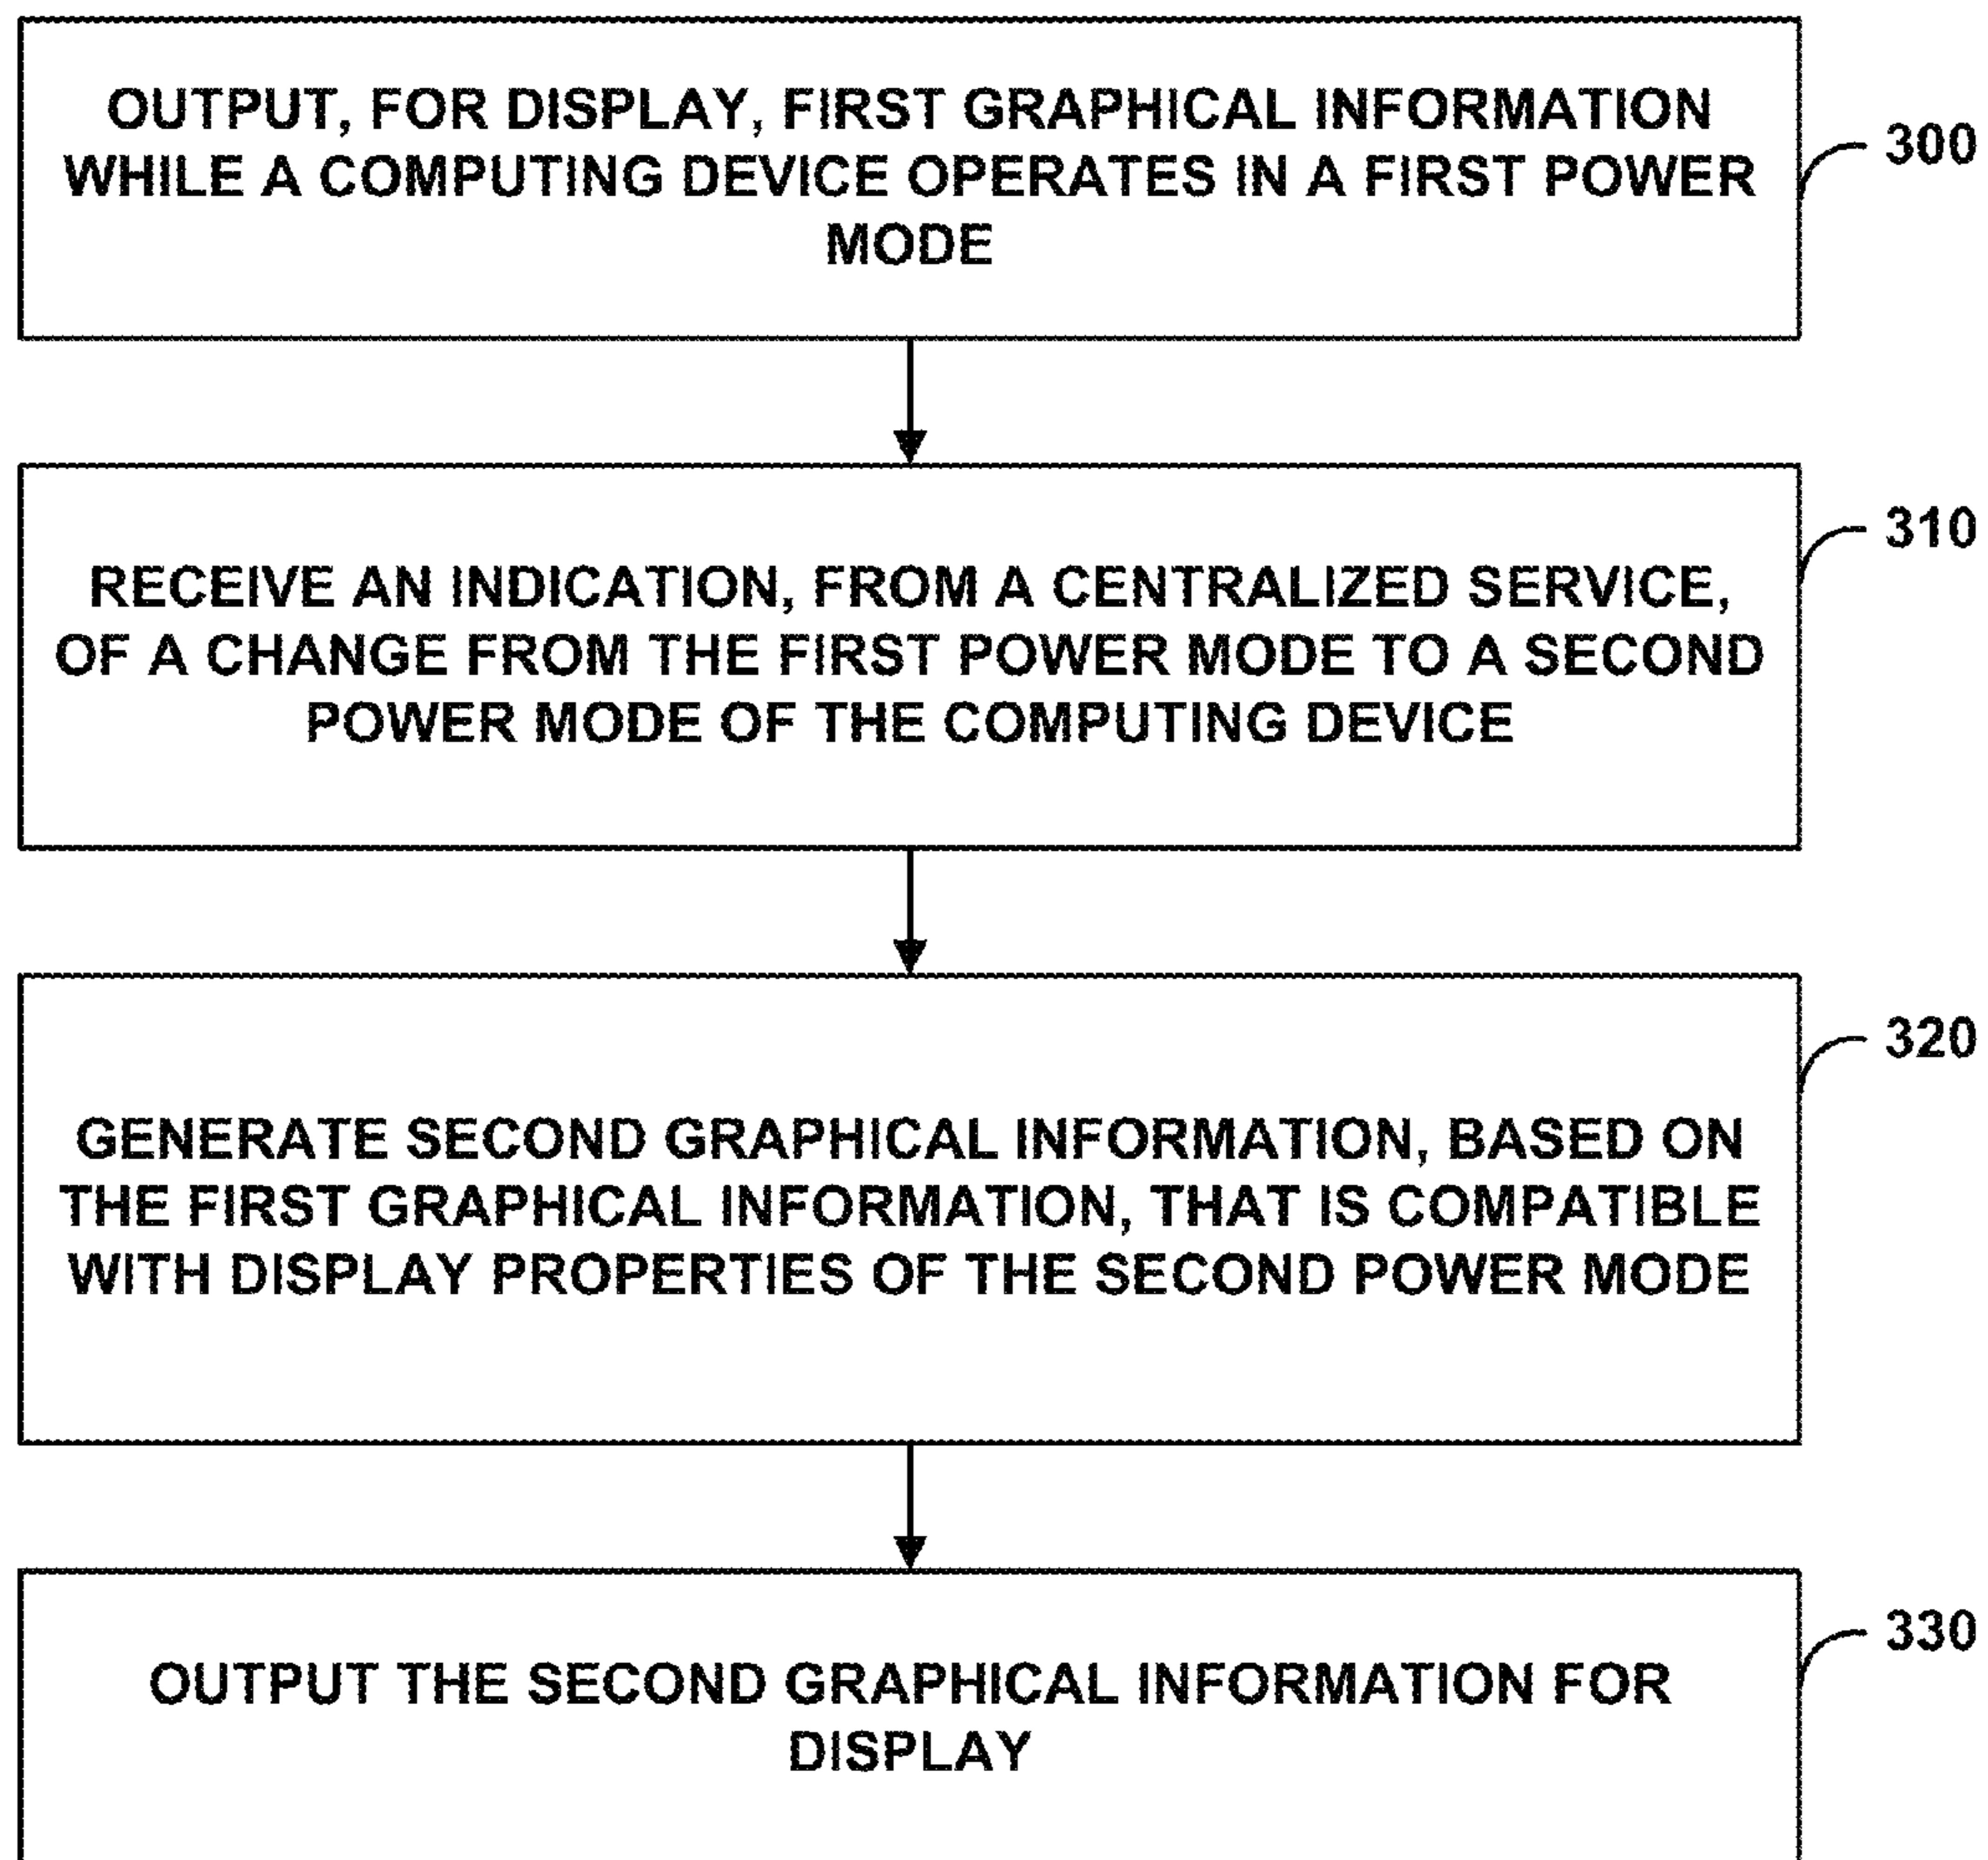 OUTPUT, FOR DISPLAY, FIRST GRAPHICAL INFORMATION
WHILE A COMPUTING DEVICE OPERATES IN A FIRST POWER
MODE
300
RECEIVE AN INDICATION, FROM A CENTRALIZED SERVICE,
OF A CHANGE FROM THE FIRST POWER MODE TO A SECOND
POWER MODE OF THE COMPUTING DEVICE
310
GENERATE SECOND GRAPHICAL INFORMATION, BASED ON
THE FIRST GRAPHICAL INFORMATION, THAT IS COMPATIBLE
WITH DISPLAY PROPERTIES OF THE SECOND POWER MODE
320
OUTPUT THE SECOND GRAPHICAL INFORMATION FOR
DISPLAY
330